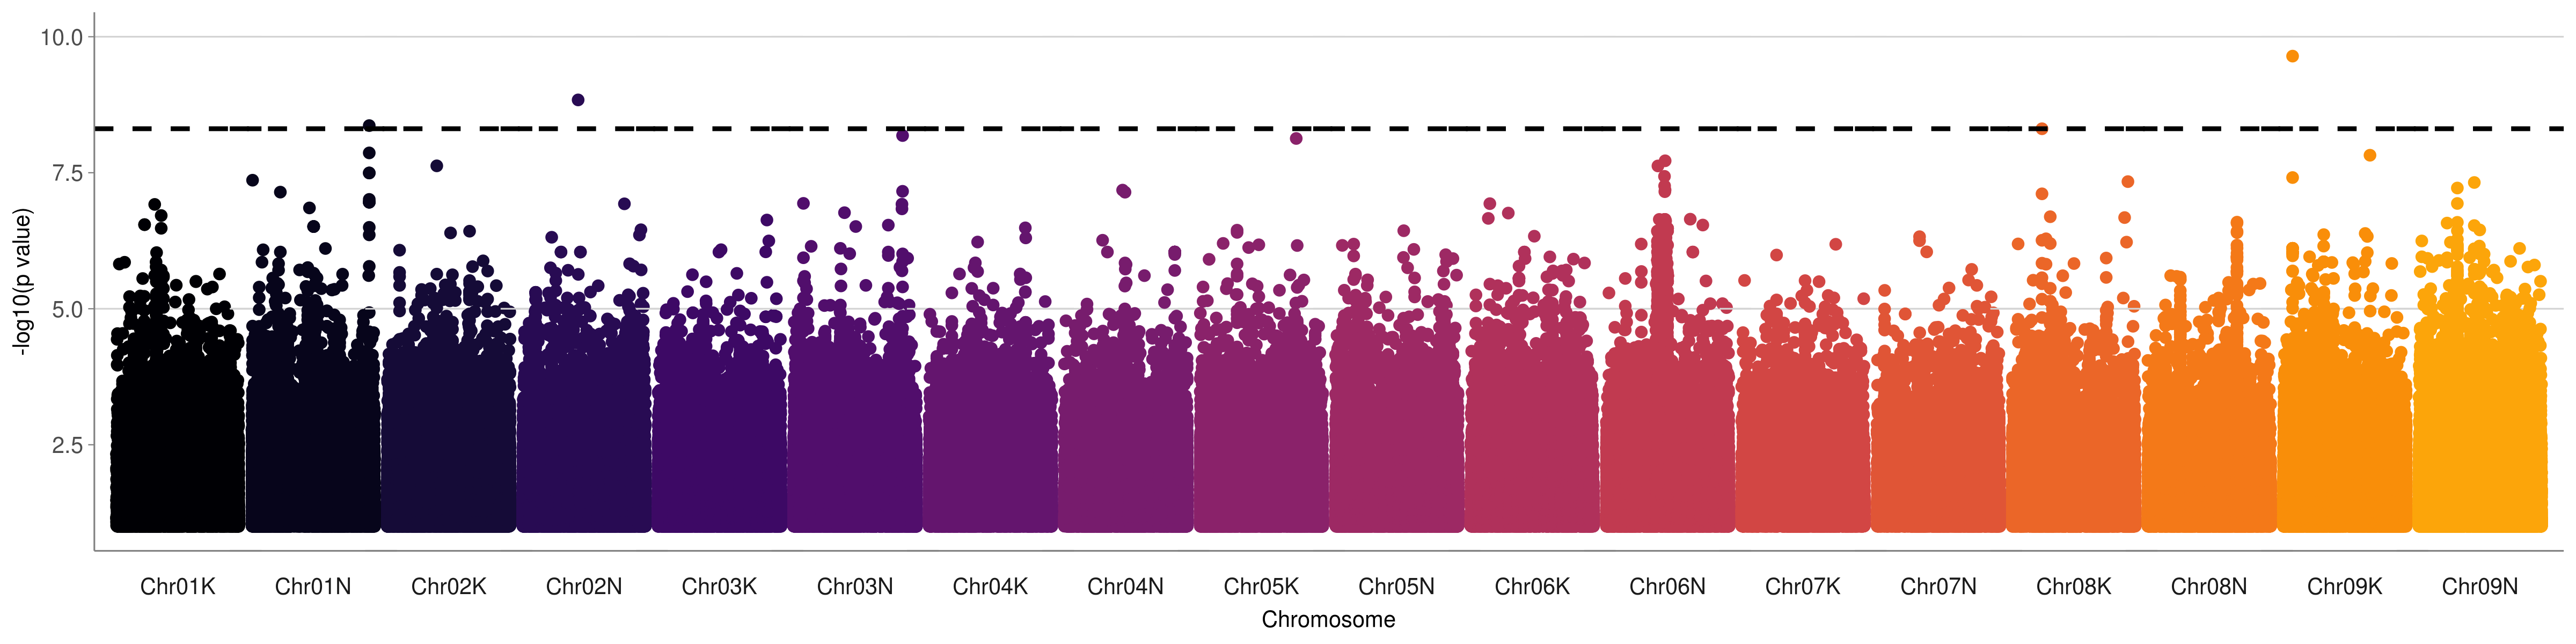 -log10(p value)
10.0
7.5
5.0
2.5
Chr01K Chr01N Chr02K Chr02N Chr03K Chr03N Chr04K Chr04N Chr05K Chr05N Chr06K Chr06N Chr07K Chr07N Chr08K Chr08N Chr09K Chr09N
Chromosome